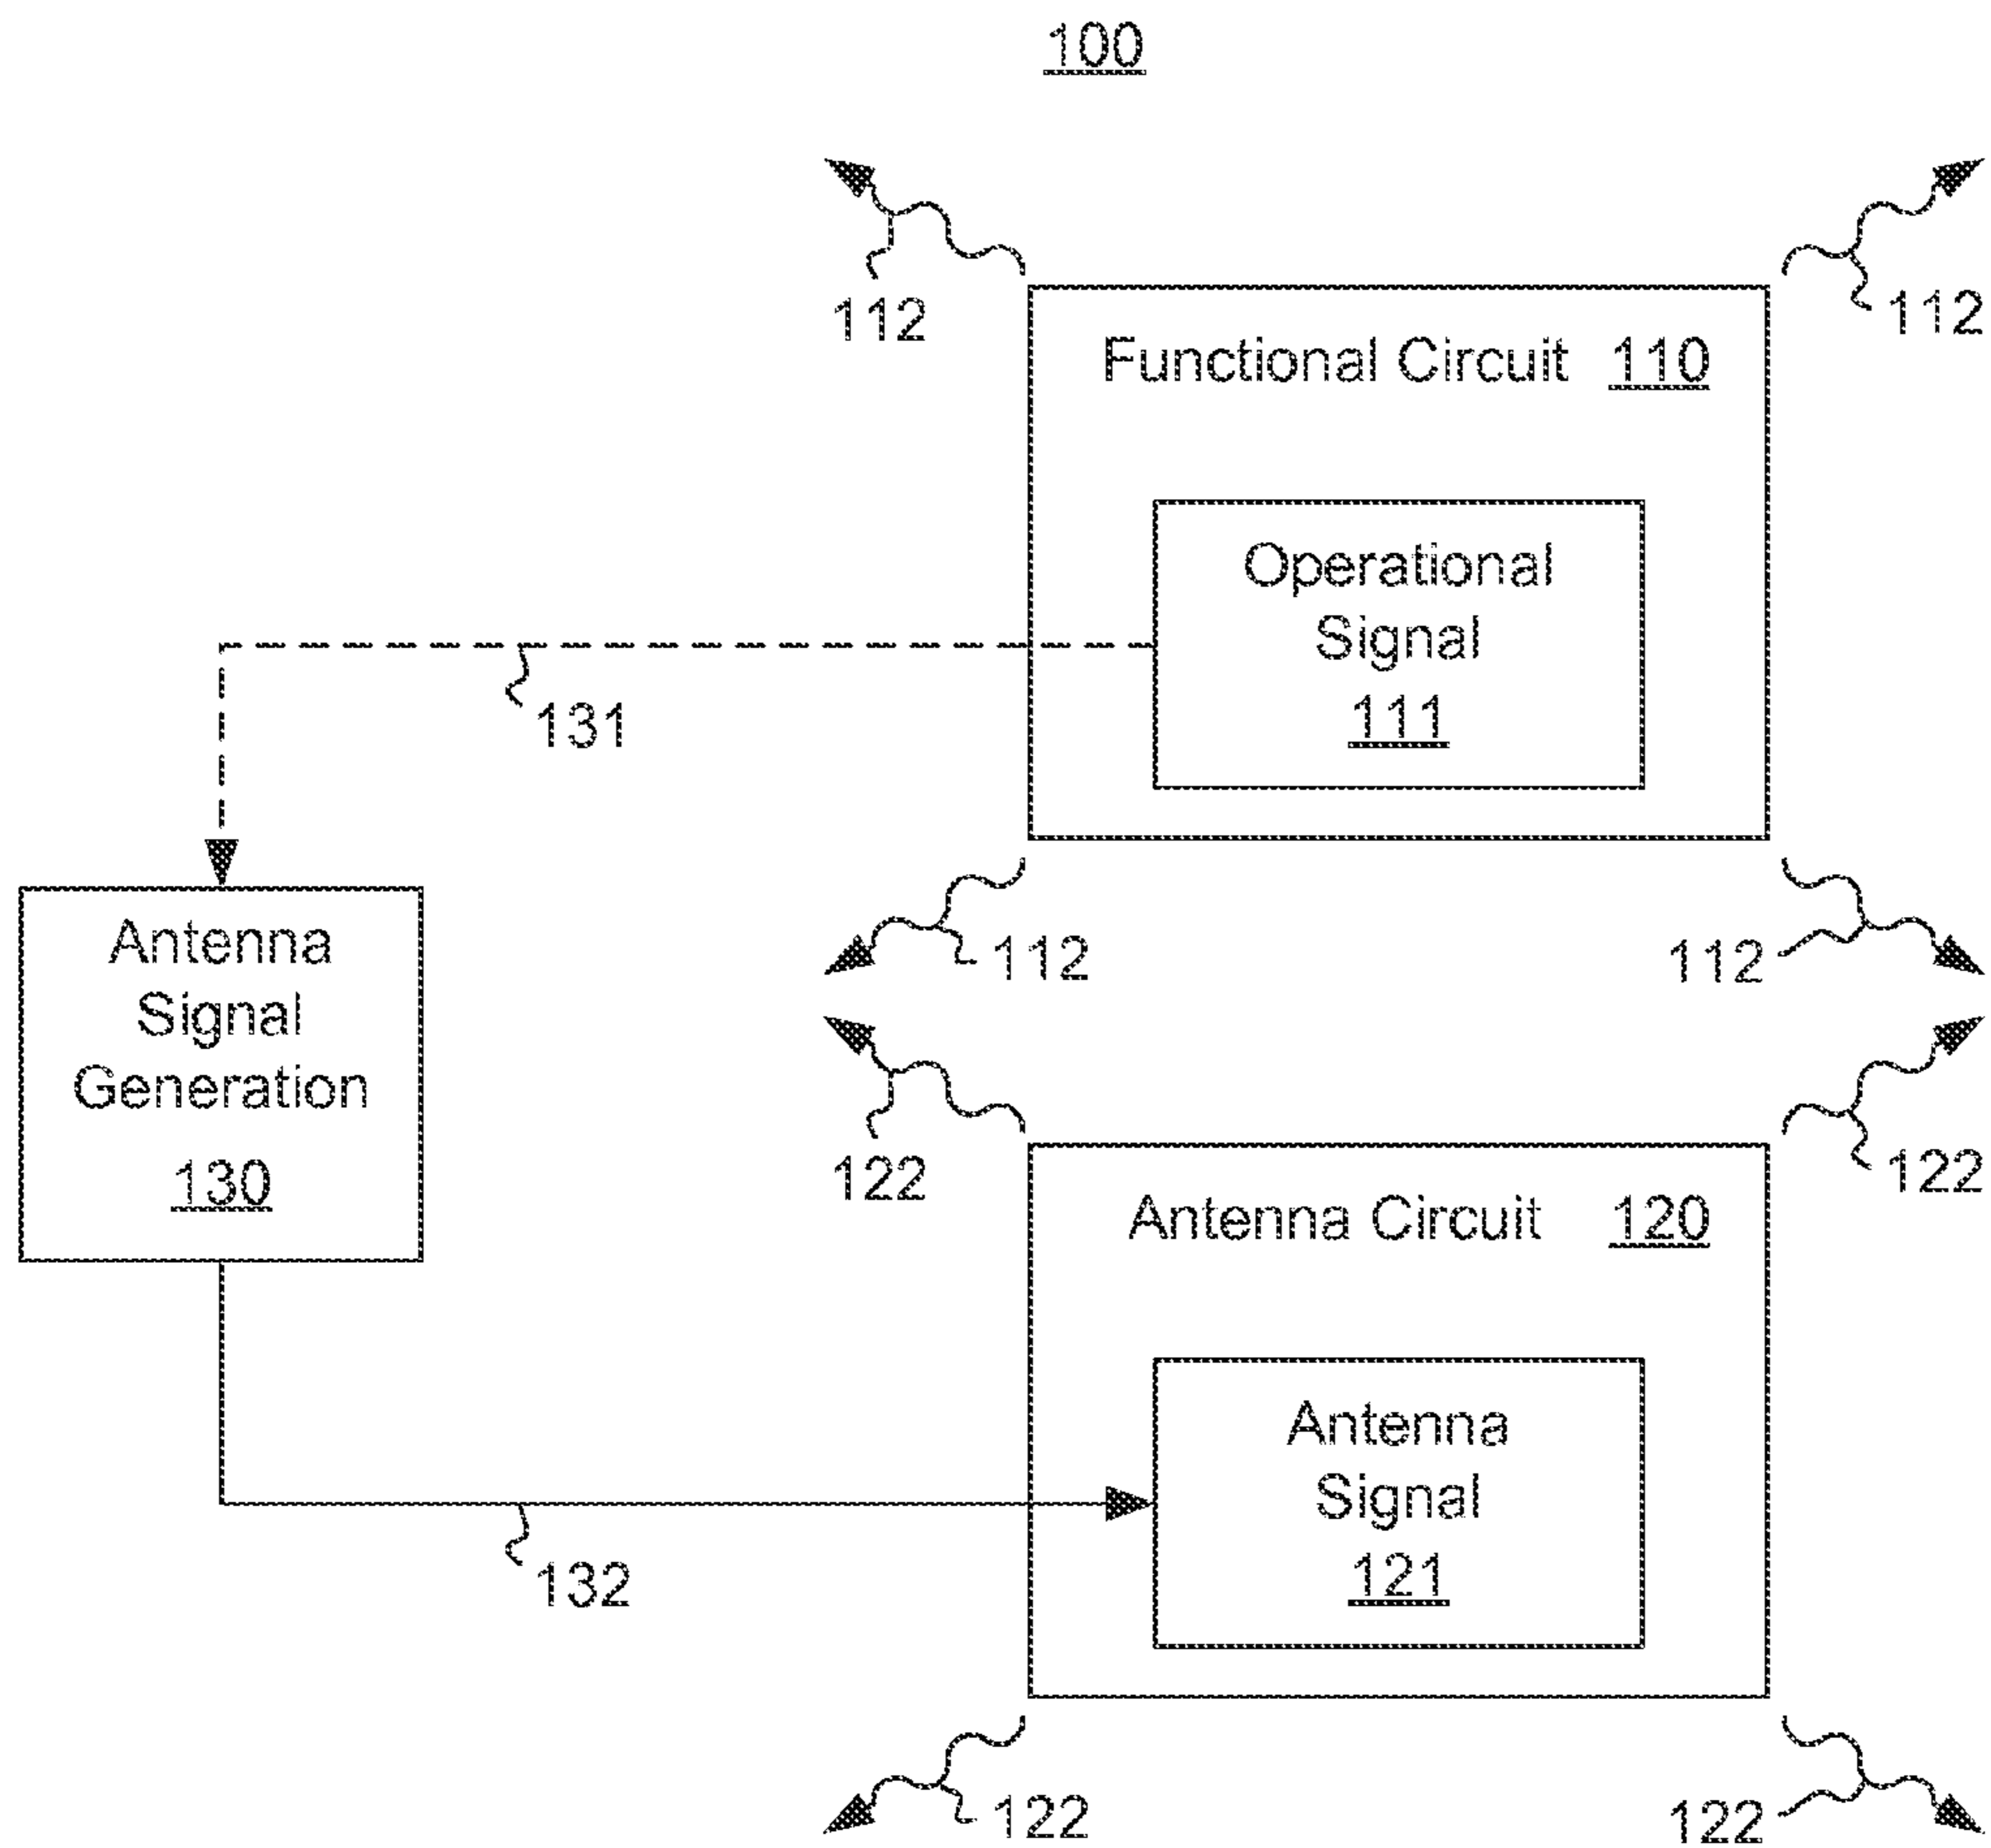 100
112
112
Functional Circuit 110
Operational
Signal
111
131
Antenna
Signal
Generation
130
112
112
122
122
Antenna Circuit 120
Antenna
Signal
121
132
122
122